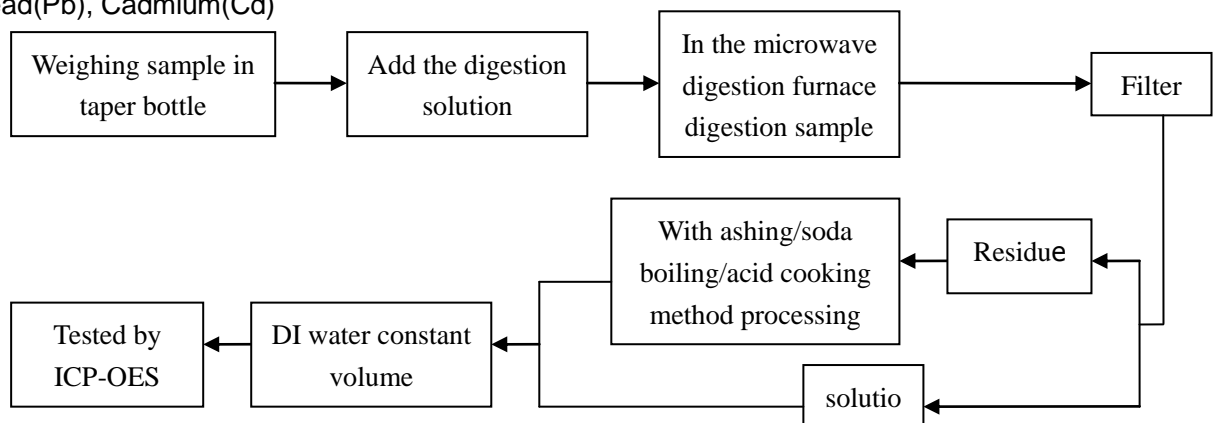 ead(Pb), Cadmium(Cd)
Weighing sample in
taper bottle
Add the digestion
solution
In the microwave
digestion furnace
digestion sample
Filter
With ashing/soda
boiling/acid cooking
method processing
Residue
Tested by
ICP-OES
DI water constant
volume
solutio